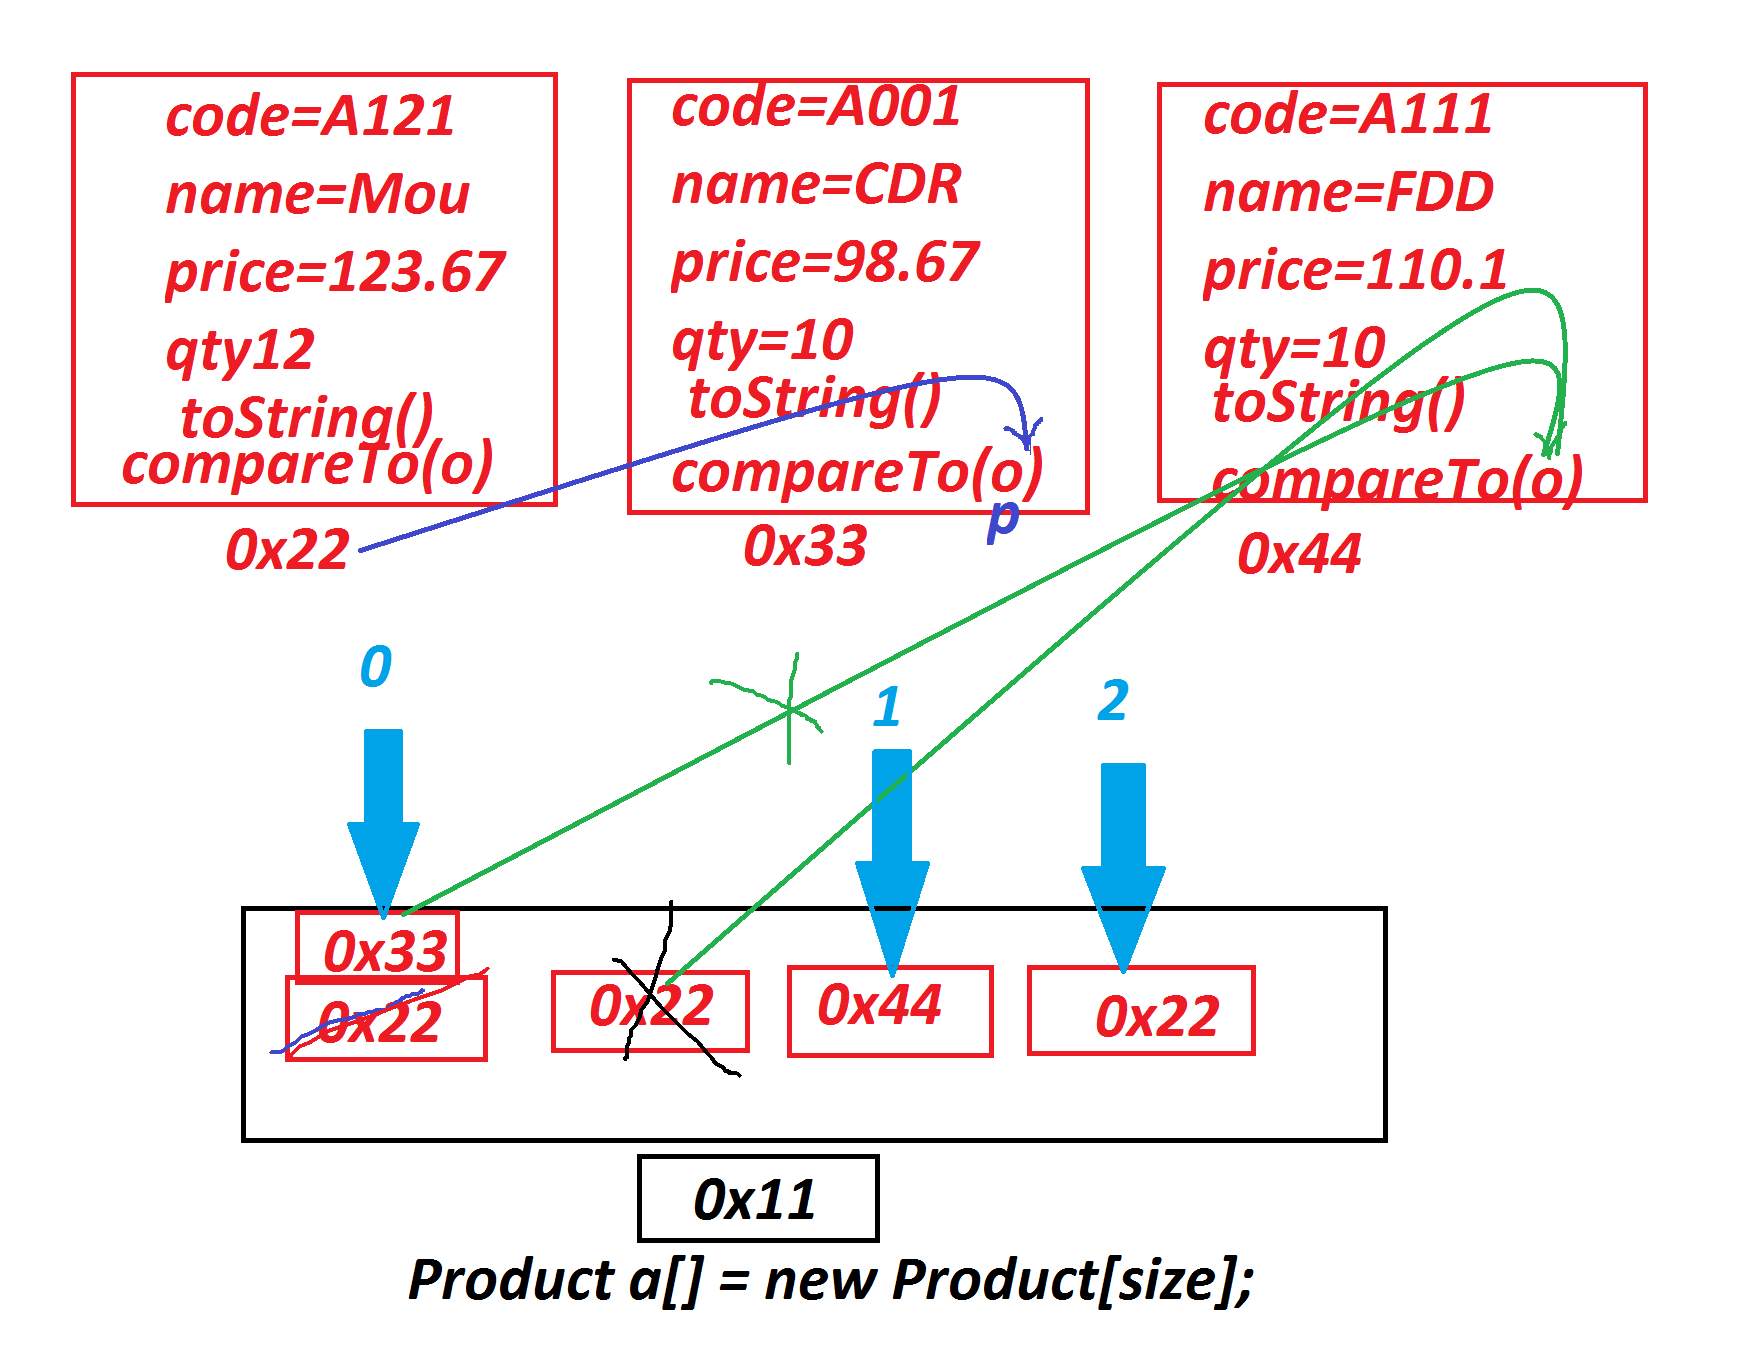 code=A121
name=Mou
price=123.67
qty12
toString()
compareTo(o)
0x22
code=A001
name=CDR
price=98.67
qty=10
toString()
compareTo(o)
p
0x33
code=A111
name=FDD
price=110.1
qty=10
toString()
compareTo(o)
0x44
0
1
2
0x33
0x22
0x22
0x44
0x22
0x11
Product a[] = new Product[size];